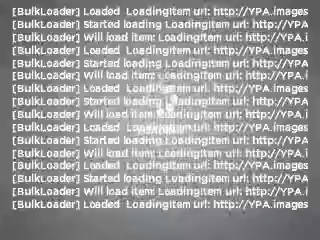 [BulkLoader] Loaded LoadingItem url: http://YPA.images
[BulkLoader] Started loading LoadingItem url: http://YPA
[BulkLoader] Will load item: LoadingItem url: http://YPA.i
[BulkLoader] Loaded LoadingItem url: http://YPA.images
[BulkLoader] Started loading LoadingItem url: http://YPA
[BulkLoader] Will load item: LoadingItem url: http://YPA.i
[BulkLoader] Loaded LoadingItem url: http://YPA.images
[BulkLoader] Started loading LoadingItem url: http://YPA
[BulkLoader] Will load item: LoadingItem url: http://YPA.i
[BulkLoader] Loaded LoadingItem url: http://YPA.images
[BulkLoader] Started loading LoadingItem url: http://YPA
[BulkLoader] Will load item: LoadingItem url: http://YPA.i
[BulkLoader] Loaded LoadingItem url: http://YPA.images
[BulkLoader] Started loading LoadingItem url: http://YPA
[BulkLoader] Will load item: LoadingItem url: http://YPA.i
[BulkLoader] Loaded LoadingItem url: http://YPA.images